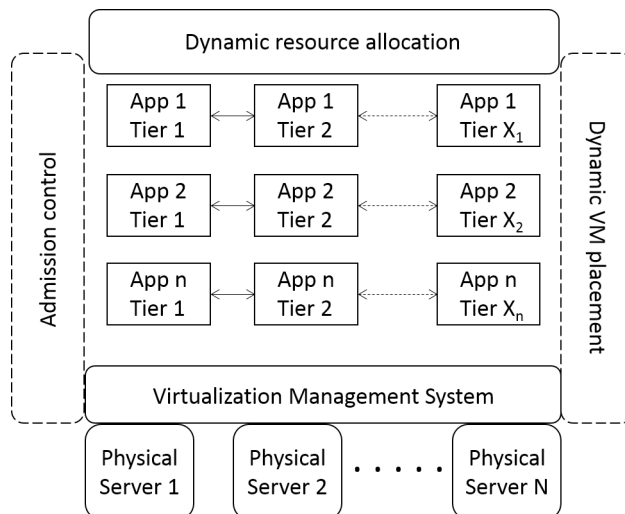 Dynamic resource allocation
Admission control
App 1
Tier 1
App 1
Tier 2
App 1
Tier X₁
App 2
Tier 1
App 2
Tier 2
App 2
Tier X₂
App n
Tier 1
App n
Tier 2
App n
Tier Xₙ
Dynamic VM
placement
Virtualization Management System
Physical
Server 1
Physical
Server 2
. . . . .
Physical
Server N